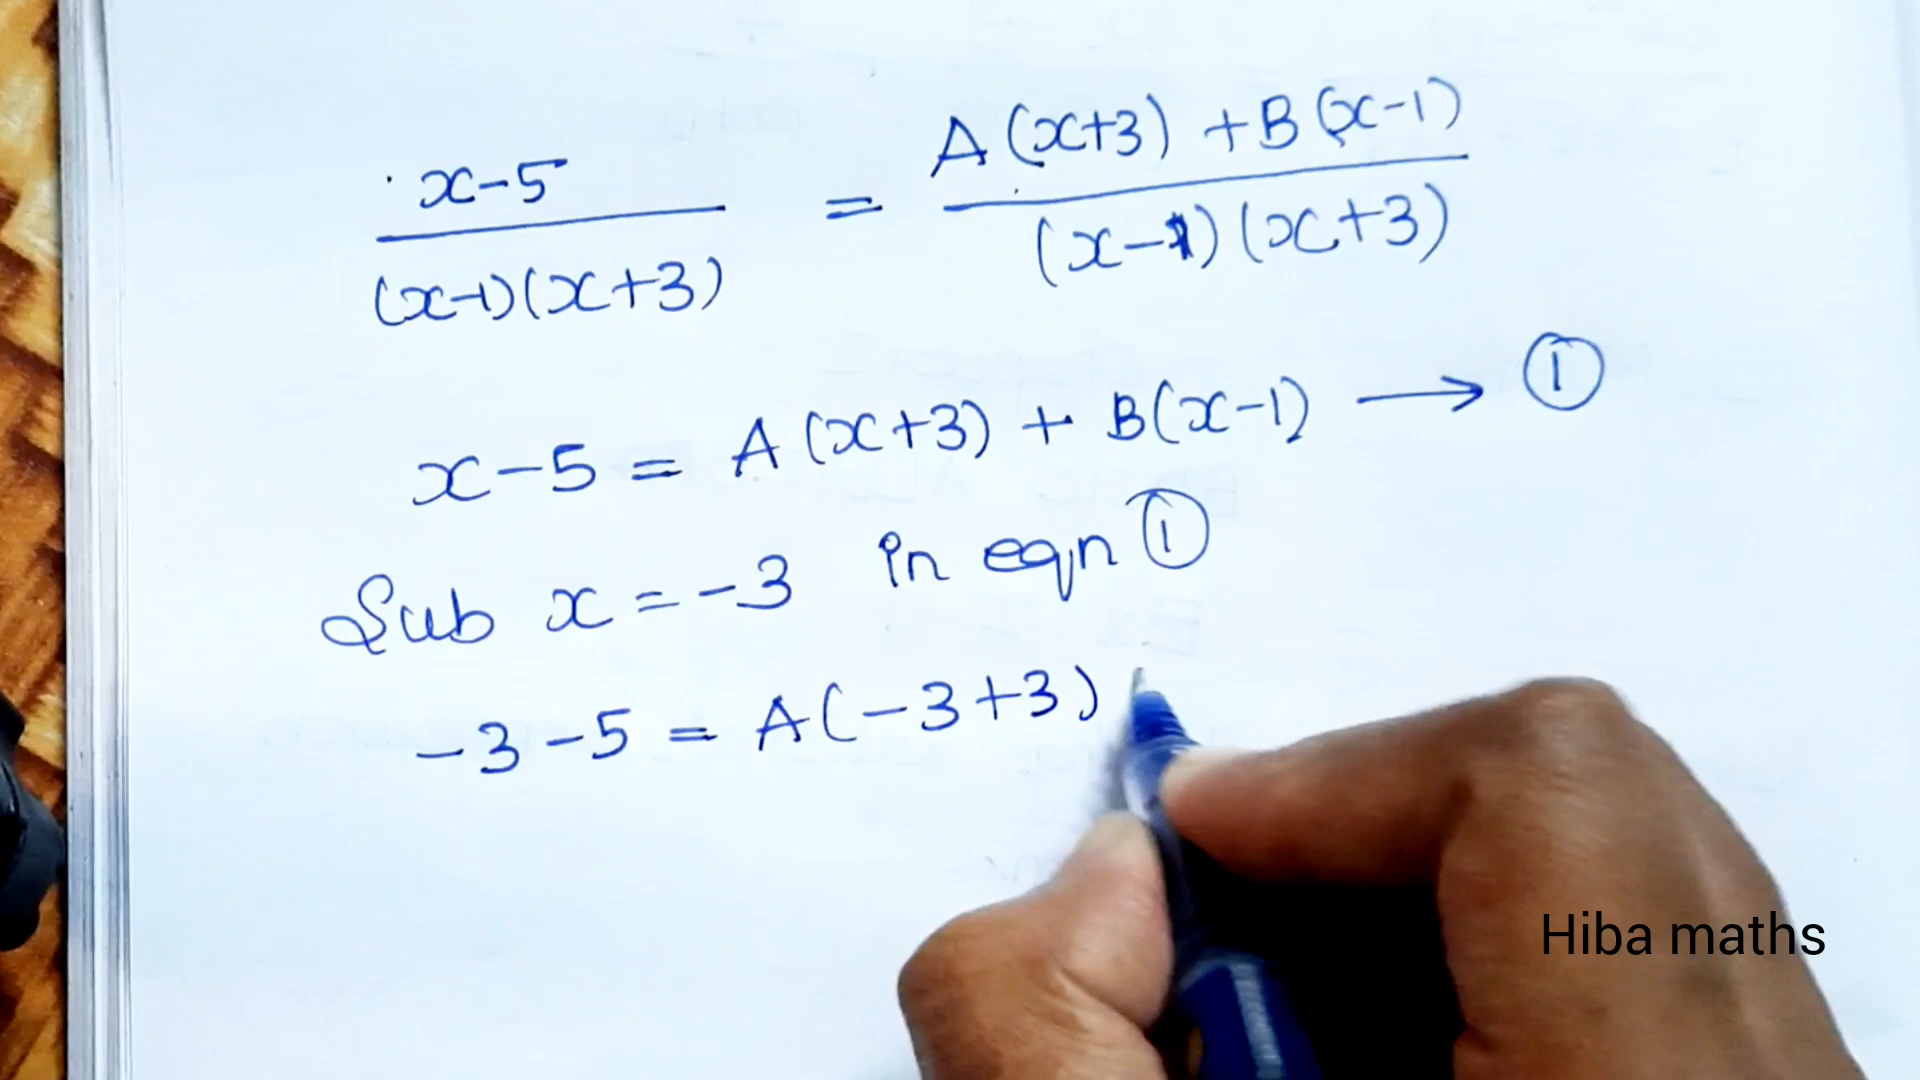 x-5 / (x-1)(x+3) = A(x+3) + B(x-1) / (x-1)(x+3)
x-5 = A(x+3) + B(x-1) → ①
Sub x = -3 in eqn ①
-3-5 = A(-3+3)
Hiba maths